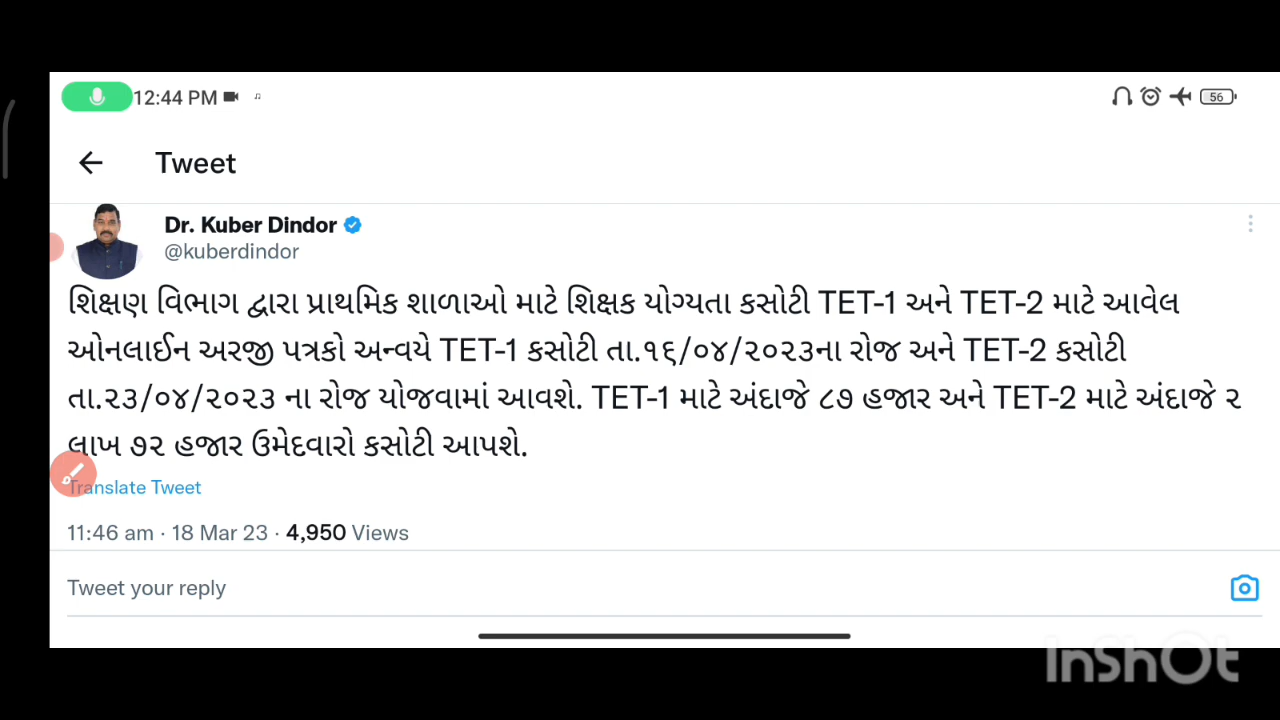 12:44 PM
56
Tweet
Dr. Kuber Dindor
@kuberdindor
શિક્ષણ વિભાગ દ્વારા પ્રાથમિક શાળાઓ માટે શિક્ષક યોગ્યતા કસોટી TET-1 અને TET-2 માટે આવેલ
ઓનલાઈન અરજી પત્રકો અન્વયે TET-1 કસોટી તા.૧૬/૦૪/૨૦૨૩ના રોજ અને TET-2 કસોટી
તા.૨૩/૦૪/૨૦૨૩ ના રોજ યોજવામાં આવશે. TET-1 માટે અંદાજે ૮૭ હજાર અને TET-2 માટે અંદાજે ૨
લાખ ૭૨ હજાર ઉમેદવારો કસોટી આપશે.
Translate Tweet
11:46 am · 18 Mar 23 · 4,950 Views
Tweet your reply
InShOt